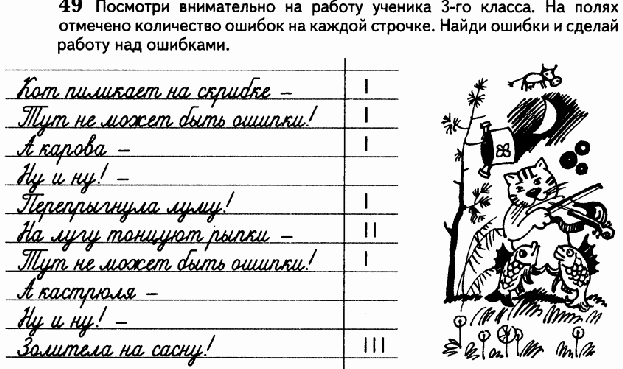 49 Посмотри внимательно на работу ученика 3-го класса. На полях
отмечено количество ошибок на каждой строчке. Найди ошибки и сделай
работу над ошибками.
Кот пиликает на скрибке – I
Тут не может быть ошипки! I
А карова – I
Ну и ну! –
Перепрыгнула луму! I
На лугу тонцуют рыпки – II
Тут не может быть ошипки! I
А кастрюля –
Ну и ну! –
Золитела на сасну! III